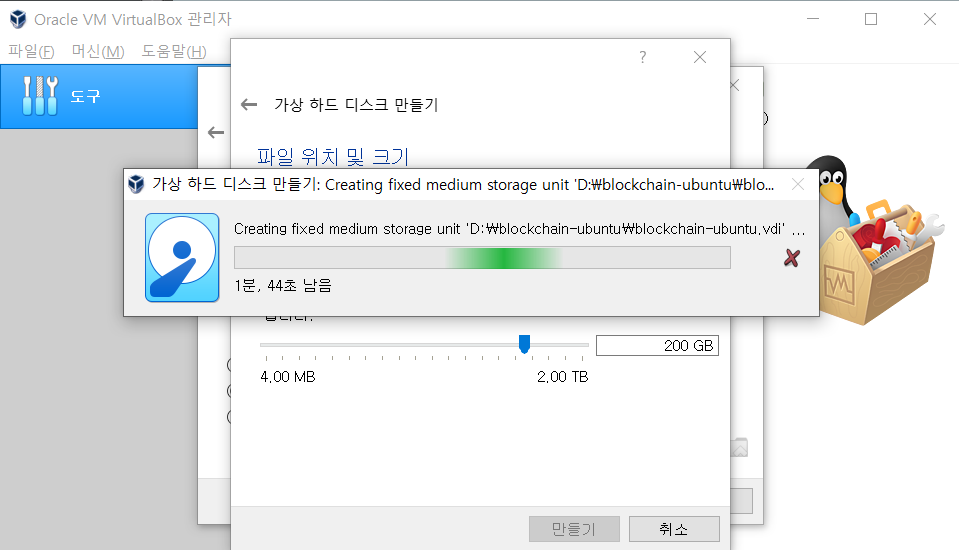 Oracle VM VirtualBox 관리자
파일(F) 머신(M) 도움말(H)
도구
?
가상 하드 디스크 만들기
파일 위치 및 크기
가상 하드 디스크 만들기: Creating fixed medium storage unit 'D:₩blockchain-ubuntu₩blo...
Creating fixed medium storage unit 'D:₩blockchain-ubuntu₩blockchain-ubuntu.vdi' ...
1분, 44초 남음
200 GB
4.00 MB
2.00 TB
만들기
취소